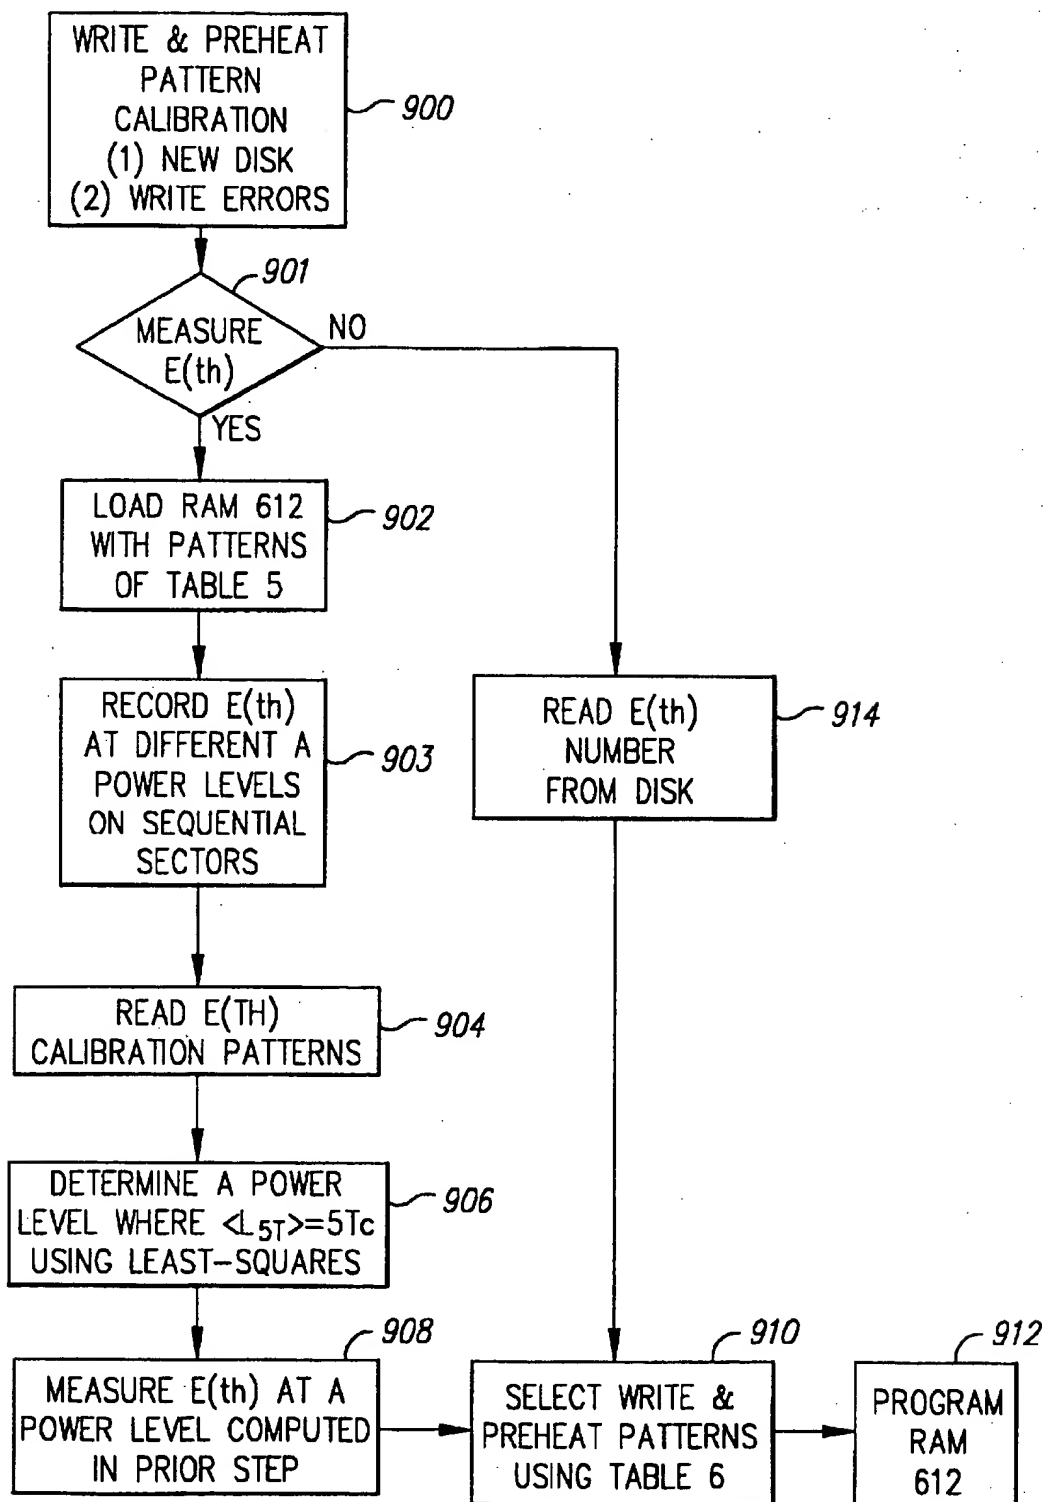 WRITE & PREHEAT
PATTERN
CALIBRATION
(1) NEW DISK
(2) WRITE ERRORS
900
901
MEASURE
E(th)
NO
YES
LOAD RAM 612
WITH PATTERNS
OF TABLE 5
902
RECORD E(th)
AT DIFFERENT A
POWER LEVELS
ON SEQUENTIAL
SECTORS
903
READ E(th)
NUMBER
FROM DISK
914
READ E(TH)
CALIBRATION PATTERNS
904
DETERMINE A POWER
LEVEL WHERE <L5T>=5Tc
USING LEAST-SQUARES
906
908
MEASURE E(th) AT A
POWER LEVEL COMPUTED
IN PRIOR STEP
910
SELECT WRITE &
PREHEAT PATTERNS
USING TABLE 6
912
PROGRAM
RAM
612